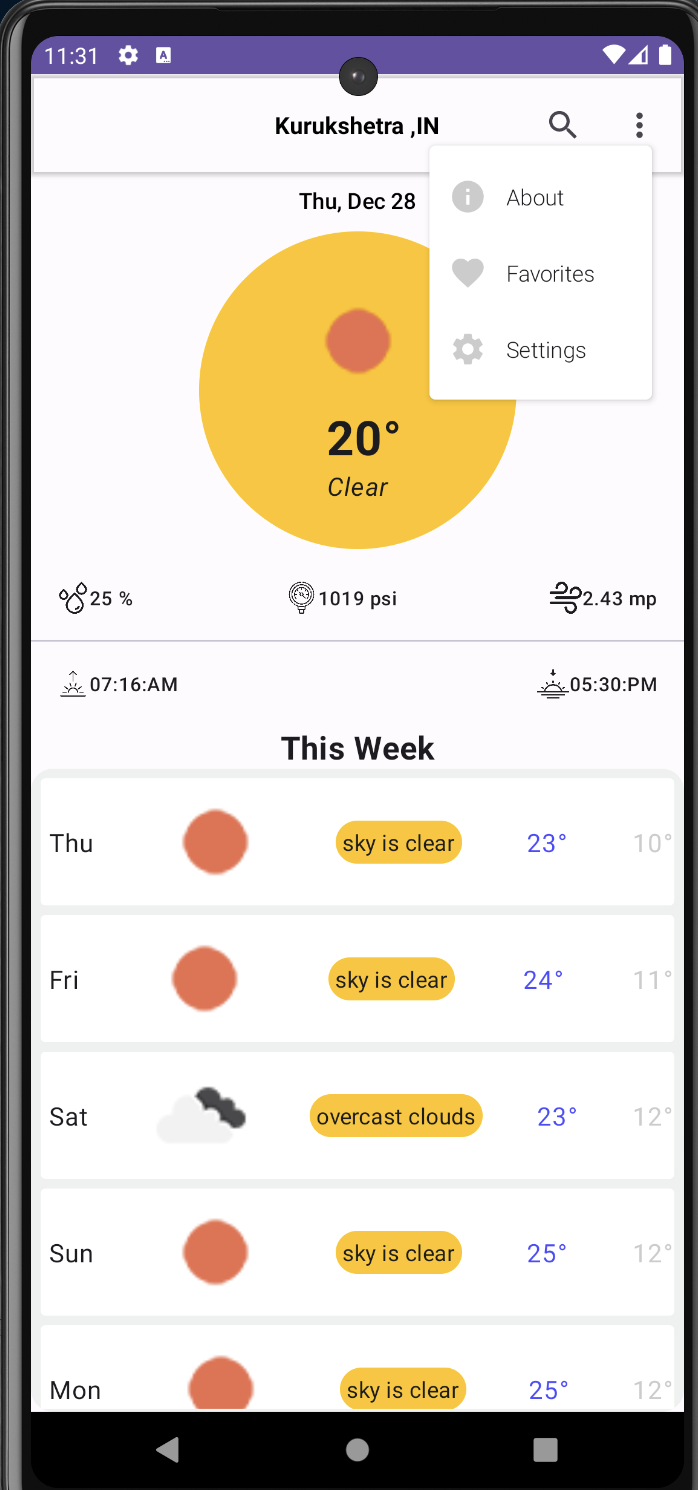 11:31
A
Kurukshetra ,IN
Thu, Dec 28
About
Favorites
Settings
20°
Clear
25 % 1019 psi 2.43 mp
07:16:AM 05:30:PM
This Week
Thu sky is clear 23° 10°
Fri sky is clear 24° 11°
Sat overcast clouds 23° 12°
Sun sky is clear 25° 12°
Mon sky is clear 25° 12°